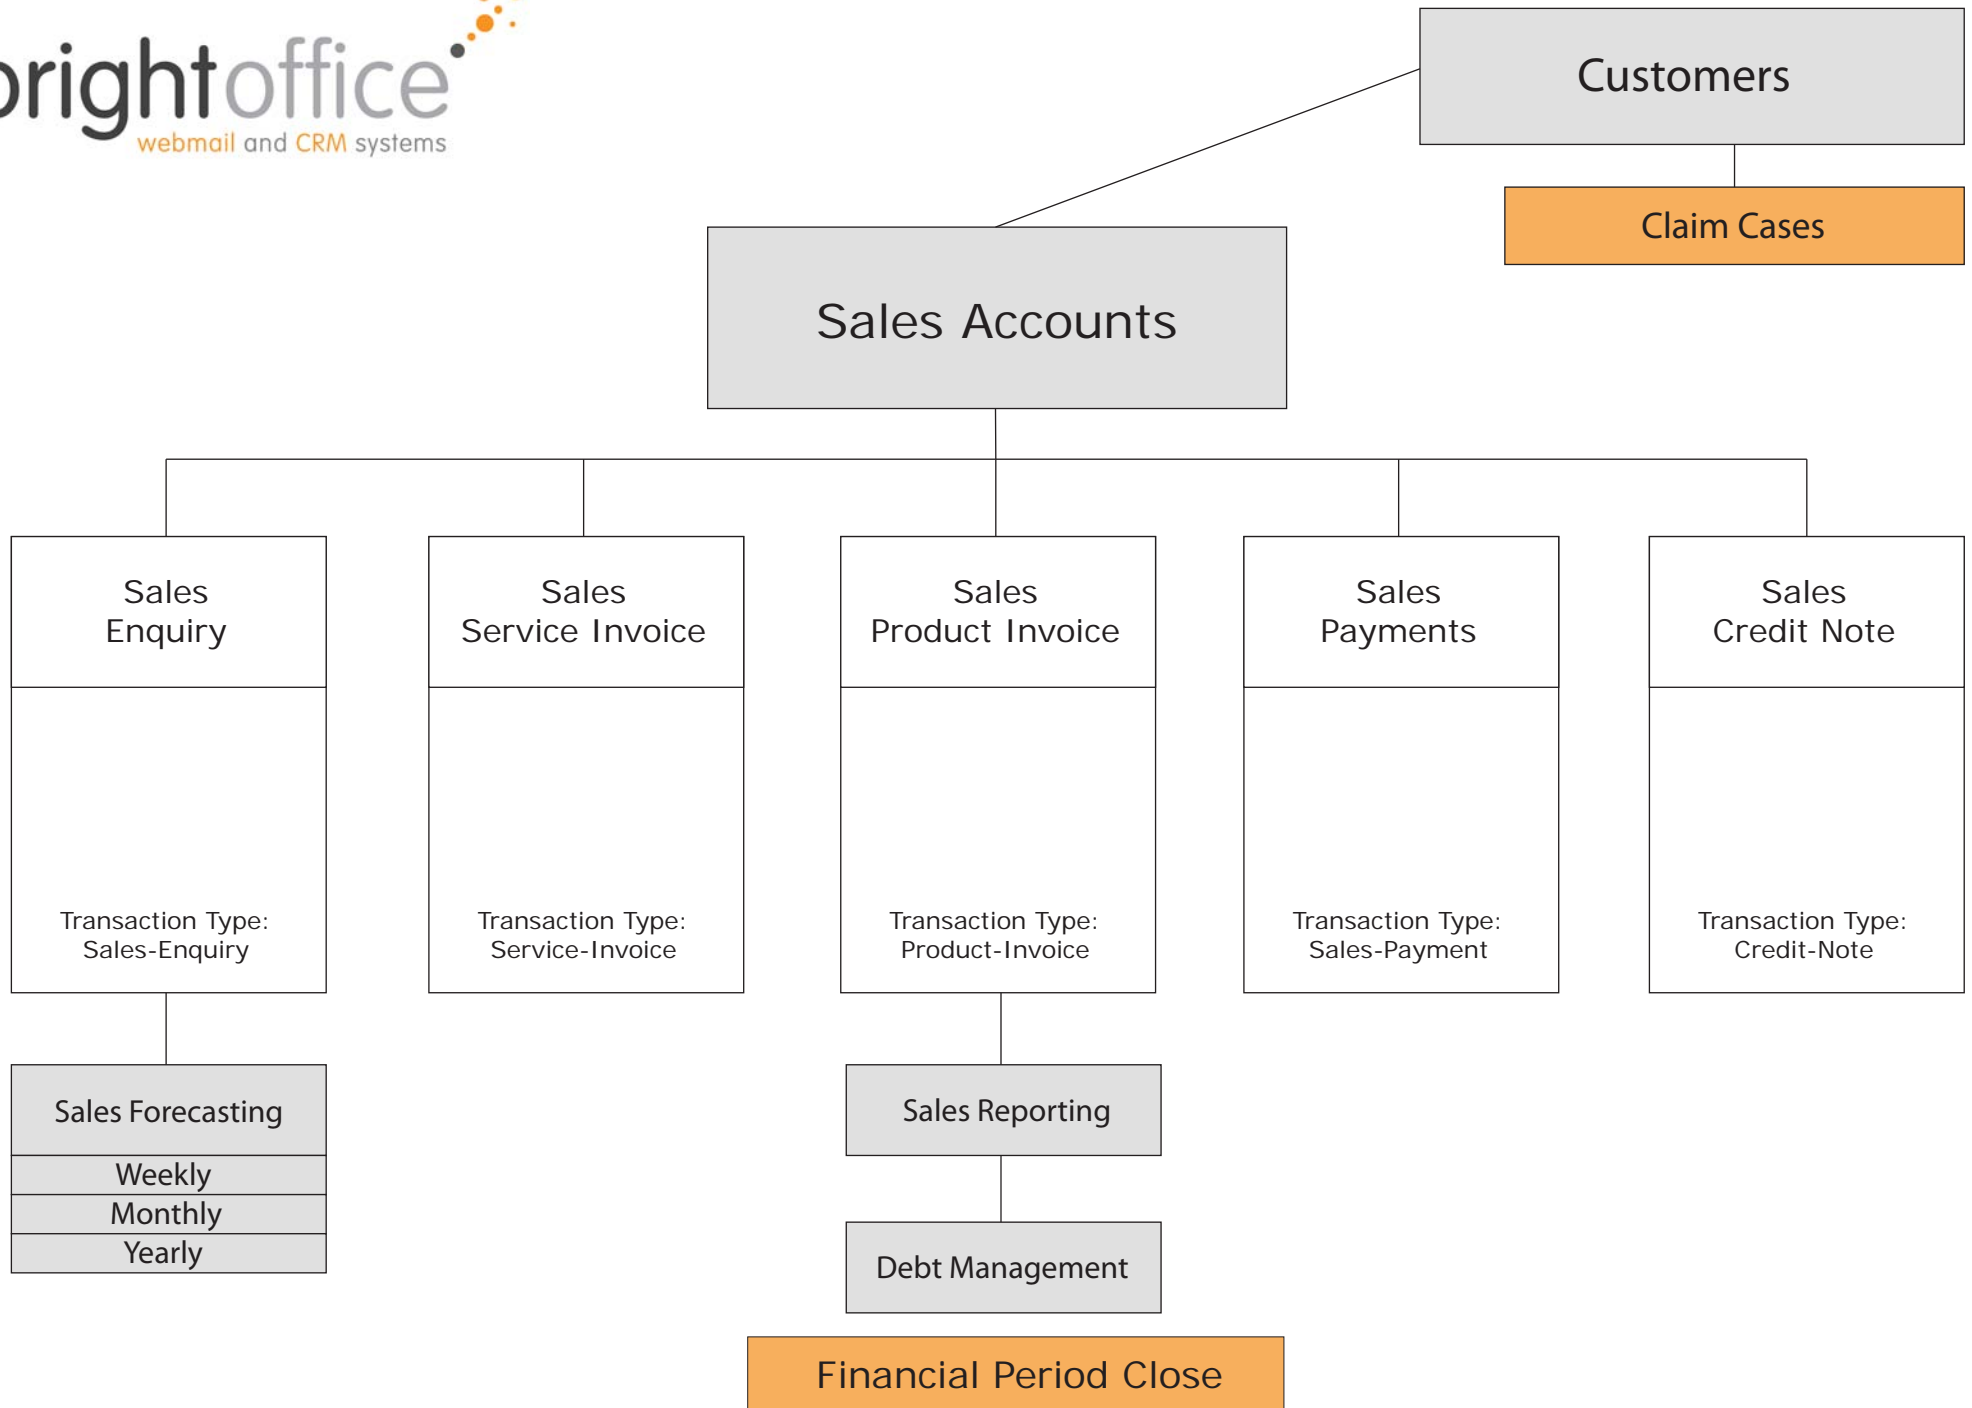 brightoffice
webmail and CRM systems
Customers
Claim Cases
Sales Accounts
Sales
Enquiry
Transaction Type:
Sales-Enquiry
Sales
Service Invoice
Transaction Type:
Service-Invoice
Sales
Product Invoice
Transaction Type:
Product-Invoice
Sales
Payments
Transaction Type:
Sales-Payment
Sales
Credit Note
Transaction Type:
Credit-Note
Sales Forecasting
Weekly
Monthly
Yearly
Sales Reporting
Debt Management
Financial Period Close